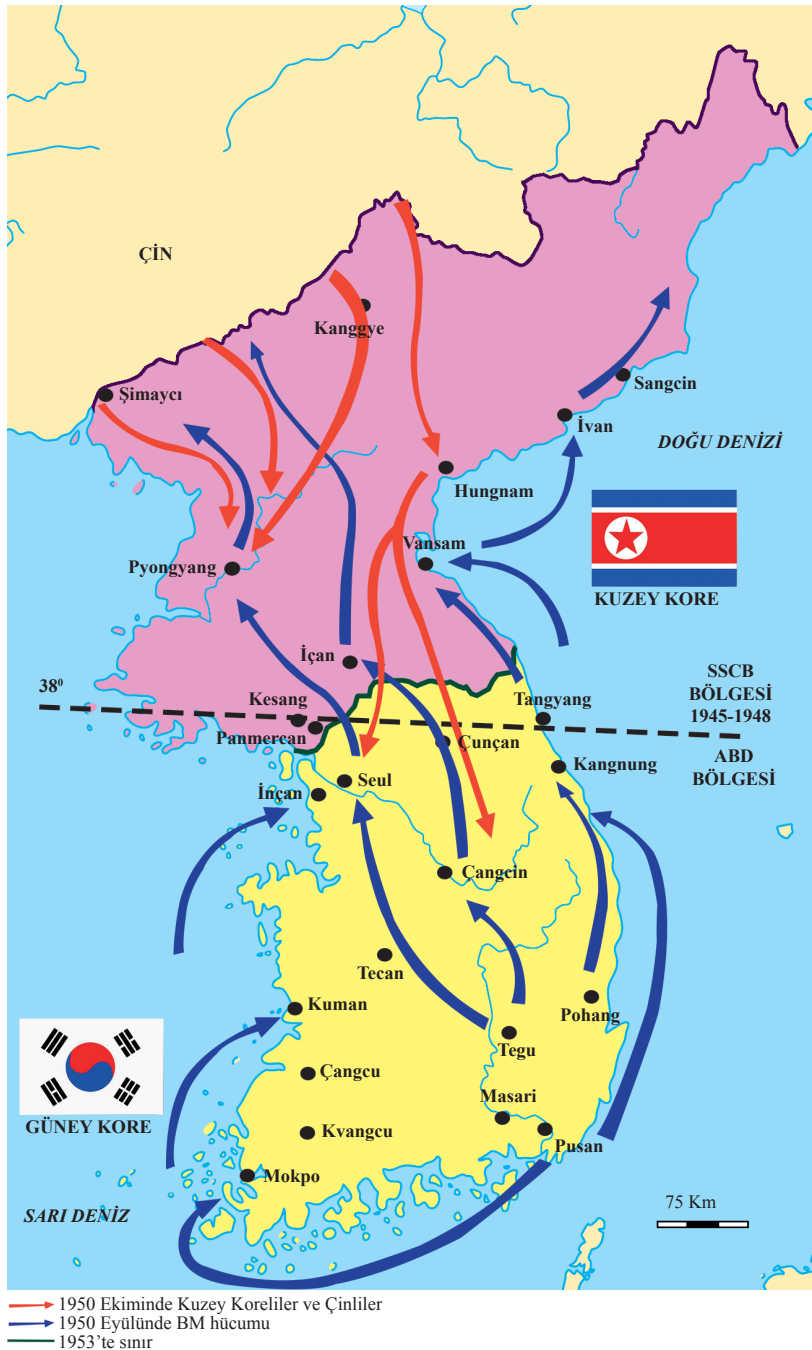 ÇİN
Kanggye
Şimaycı
Sangcin
İvan
DOĞU DENİZİ
Hungnam
Vansam
Pyongyang
KUZEY KORE
İçan
38⁰
Kesang
Panmercan
Tangyang
SSCB
BÖLGESİ
1945-1948
Çunçan
ABD
BÖLGESİ
Kangnung
Seul
İnçan
Çangcin
Tecan
Kuman
Pohang
Tegu
Çangcu
Masari
GÜNEY KORE
Kvangcu
Pusan
Mokpo
SARI DENİZ
75 Km
1950 Ekiminde Kuzey Koreliler ve Çinliler
1950 Eyülünde BM hücumu
1953’te sınır